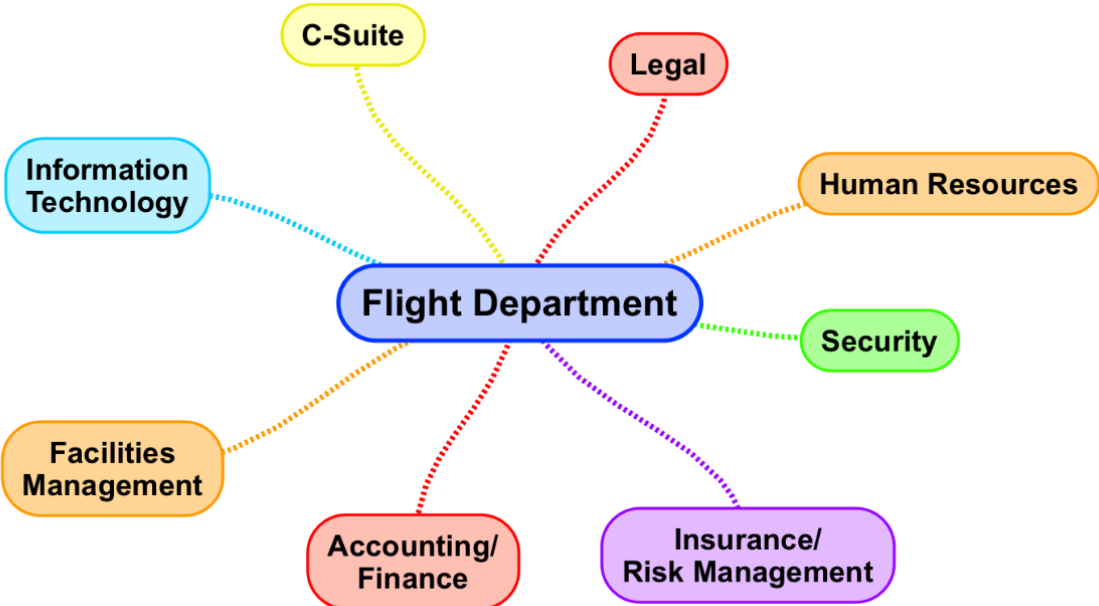 C-Suite
Legal
Information
Technology
Human Resources
Flight Department
Security
Facilities
Management
Accounting/
Finance
Insurance/
Risk Management